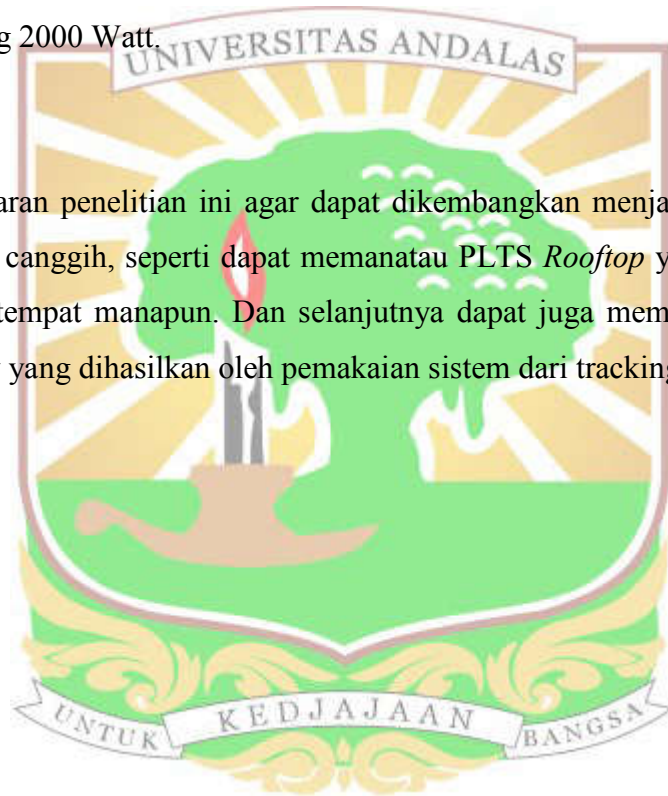 g 2000 Watt.
UNIVERSITAS ANDALAS
aran penelitian ini agar dapat dikembangkan menja
canggih, seperti dapat memanatau PLTS Rooftop y
tempat manapun. Dan selanjutnya dapat juga mem
yang dihasilkan oleh pemakaian sistem dari tracking
UNTUK KEDJAJAAN BANGSA